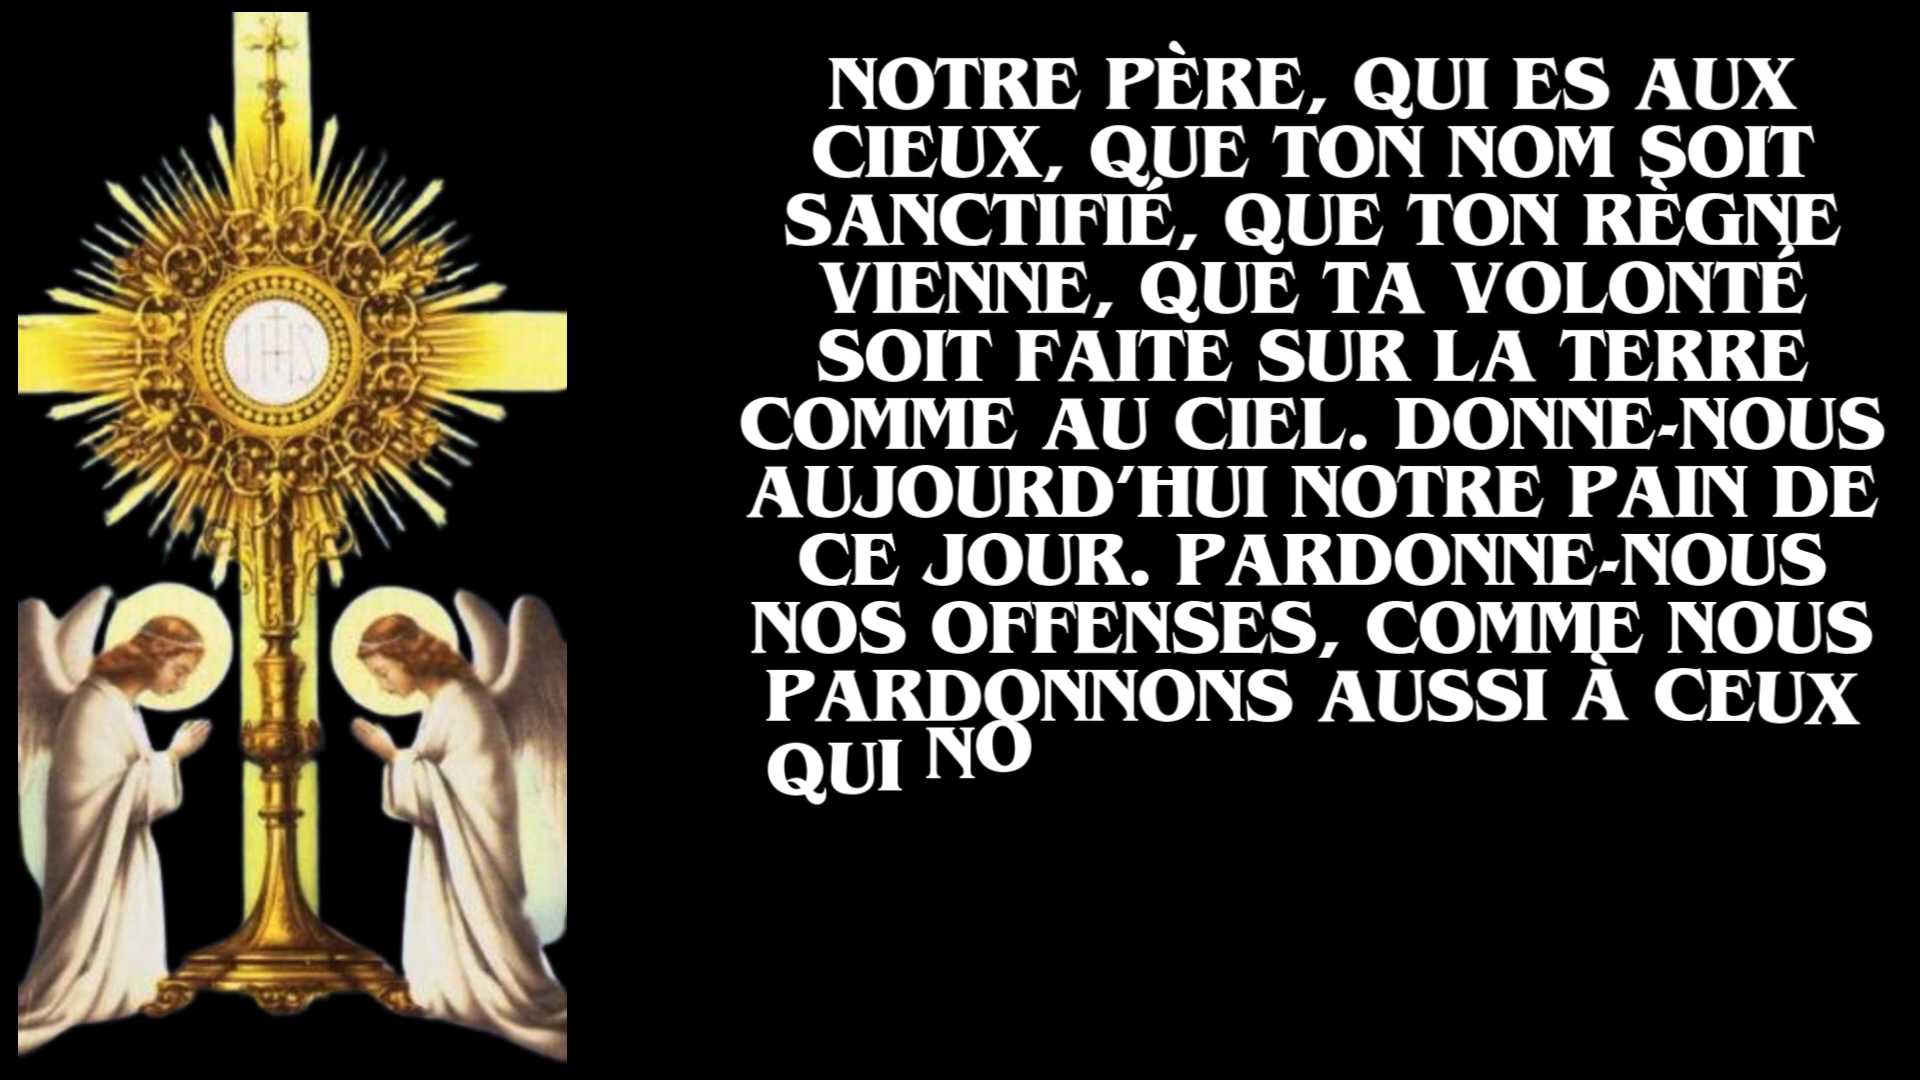 IHS
NOTRE PÈRE, QUI ES AUX
CIEUX, QUE TON NOM SOIT
SANCTIFIÉ, QUE TON RÈGNE
VIENNE, QUE TA VOLONTÉ
SOIT FAITE SUR LA TERRE
COMME AU CIEL. DONNE-NOUS
AUJOURD’HUI NOTRE PAIN DE
CE JOUR. PARDONNE-NOUS
NOS OFFENSES, COMME NOUS
PARDONNONS AUSSI À CEUX
QUI NO